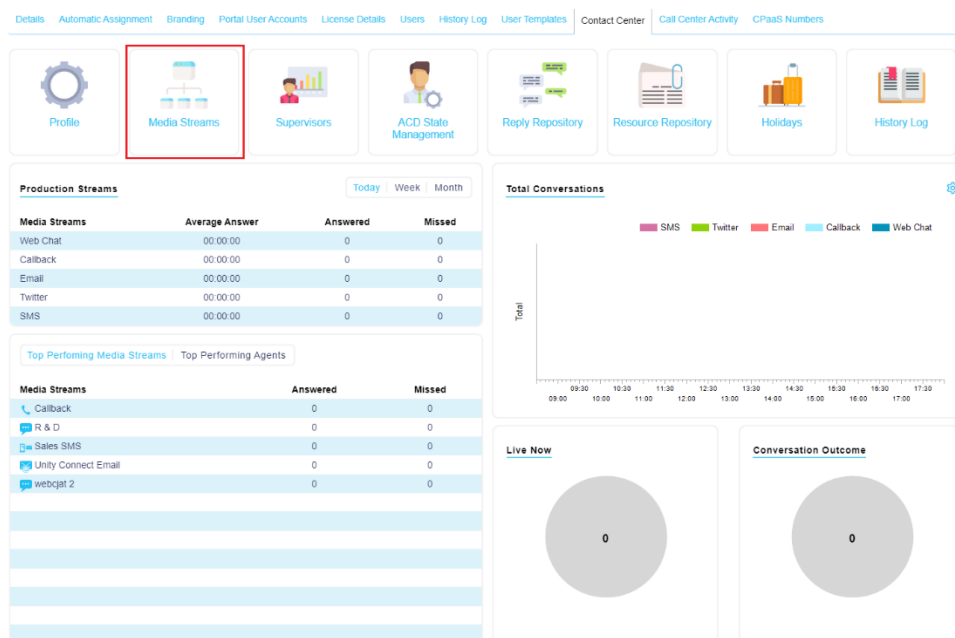 Details Automatic Assignment Branding Portal User Accounts License Details Users History Log User Templates Contact Center Call Center Activity CPaaS Numbers
Profile Media Streams Supervisors ACD State Management Reply Repository Resource Repository Holidays History Log
Production Streams Today Week Month
Media Streams Average Answer Answered Missed
Web Chat 00:00:00 0 0
Callback 00:00:00 0 0
Email 00:00:00 0 0
Twitter 00:00:00 0 0
SMS 00:00:00 0 0
Top Perfoming Media Streams Top Performing Agents
Media Streams Answered Missed
Callback 0 0
R & D 0 0
Sales SMS 0 0
Unity Connect Email 0 0
webcjat 2 0 0
Total Conversations
SMS Twitter Email Callback Web Chat
Total
09:30 10:30 11:30 12:30 13:30 14:30 15:30 16:30 17:30
09:00 10:00 11:00 12:00 13:00 14:00 15:00 16:00 17:00
Live Now
0
Conversation Outcome
0